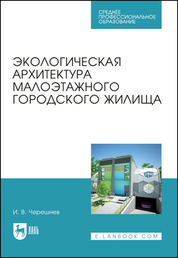 СРЕДНЕЕ
ПРОФЕССИОНАЛЬНОЕ
ОБРАЗОВАНИЕ
ЭКОЛОГИЧЕСКАЯ
АРХИТЕКТУРА
МАЛОЭТАЖНОГО
ГОРОДСКОГО ЖИЛИЩА
И. В. Черешнев
ЛАНЬ
E.LANBOOK.COM